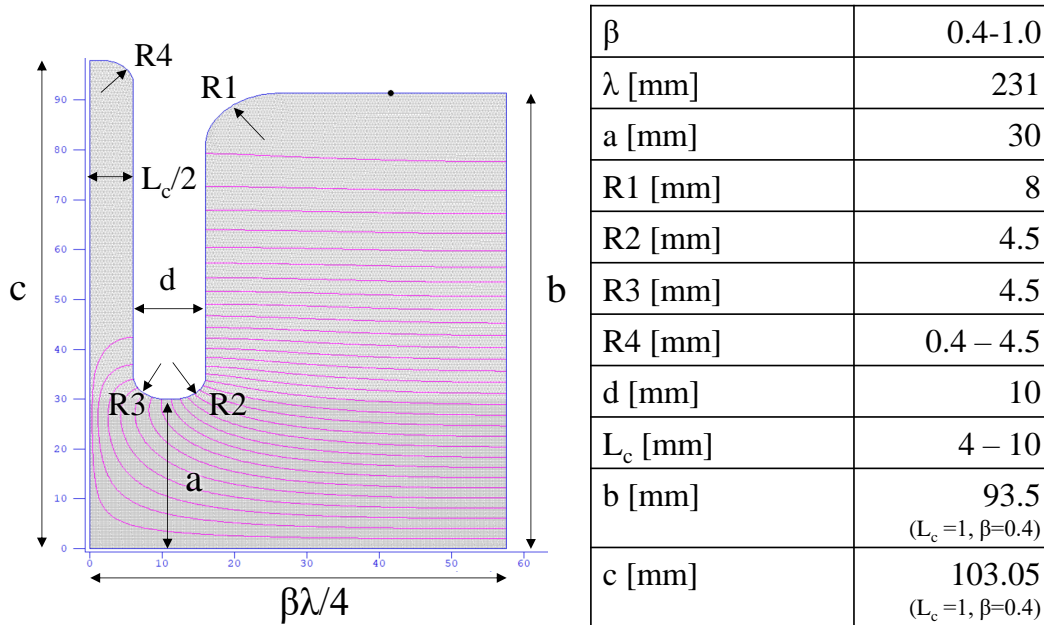 R4
R1
90
80
L_c/2
70
60
c
d
b
50
40
R3
R2
30
20
a
10
0
0
10
20
30
40
50
60
βλ/4
β 0.4-1.0
λ [mm] 231
a [mm] 30
R1 [mm] 8
R2 [mm] 4.5
R3 [mm] 4.5
R4 [mm] 0.4 – 4.5
d [mm] 10
L_c [mm] 4 – 10
b [mm] 93.5
(L_c =1, β=0.4)
c [mm] 103.05
(L_c =1, β=0.4)